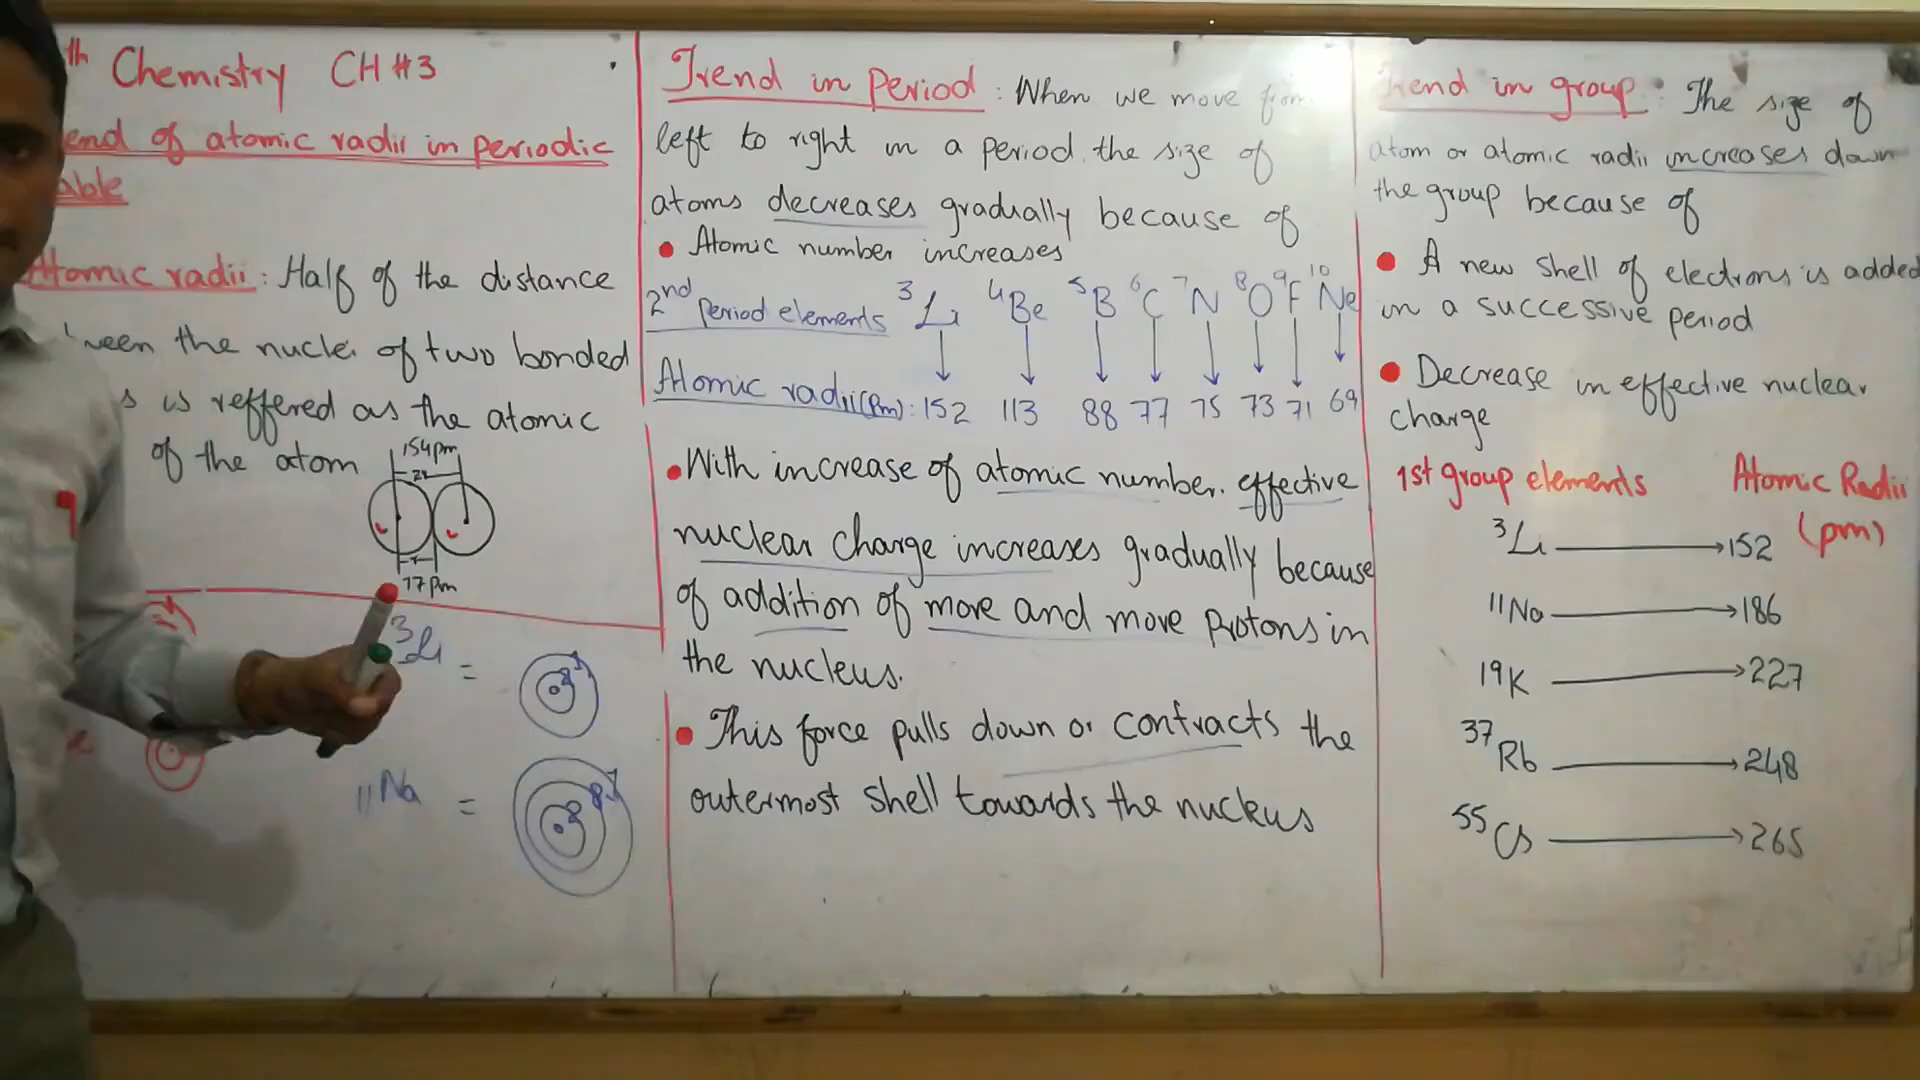 th Chemistry CH #3
end of atomic radii in periodic
able
Atomic radii : Half of the distance
ween the nuclei of two bonded
s is reffered as the atomic
of the atom
154pm
2r
r
77pm
3Li =
11Na =
Trend in Period : When we move from
left to right in a period the size of
atoms decreases gradually because of
• Atomic number increases
2nd Period elements 3Li 4Be 5B 6C 7N 8O 9F 10Ne
Atomic radii(Pm): 152 113 88 77 75 73 71 69
• With increase of atomic number. effective
nuclear charge increases gradually because
of addition of more and more protons in
the nucleus.
• This force pulls down or contracts the
outermost shell towards the nucleus
Trend in group : The size of
atom or atomic radii increases down
the group because of
• A new shell of electrons is added
in a successive period
• Decrease in effective nuclear
charge
1st group elements Atomic Radii
(pm)
3Li 152
11Na 186
19K 227
37Rb 248
55Cs 265